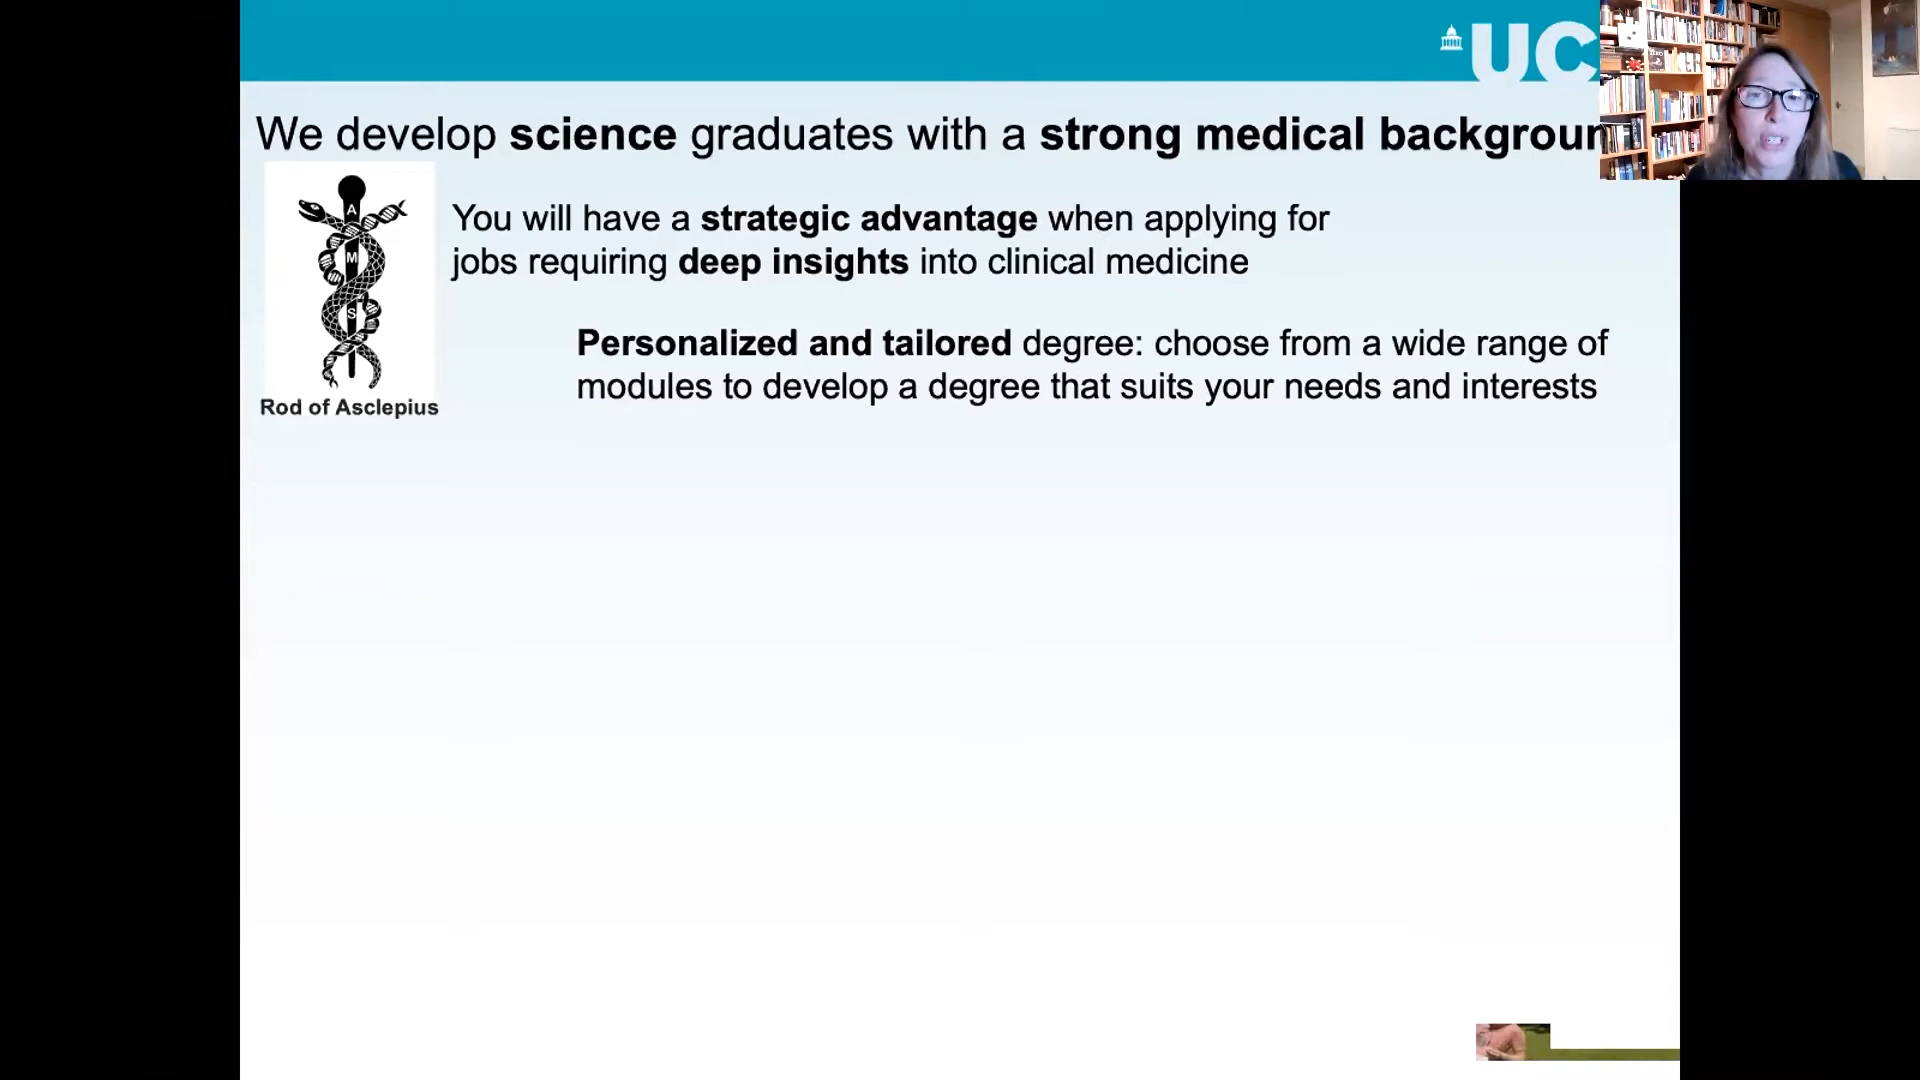 UC
We develop science graduates with a strong medical backgroun
A
M
S
You will have a strategic advantage when applying for
jobs requiring deep insights into clinical medicine
Personalized and tailored degree: choose from a wide range of
modules to develop a degree that suits your needs and interests
Rod of Asclepius